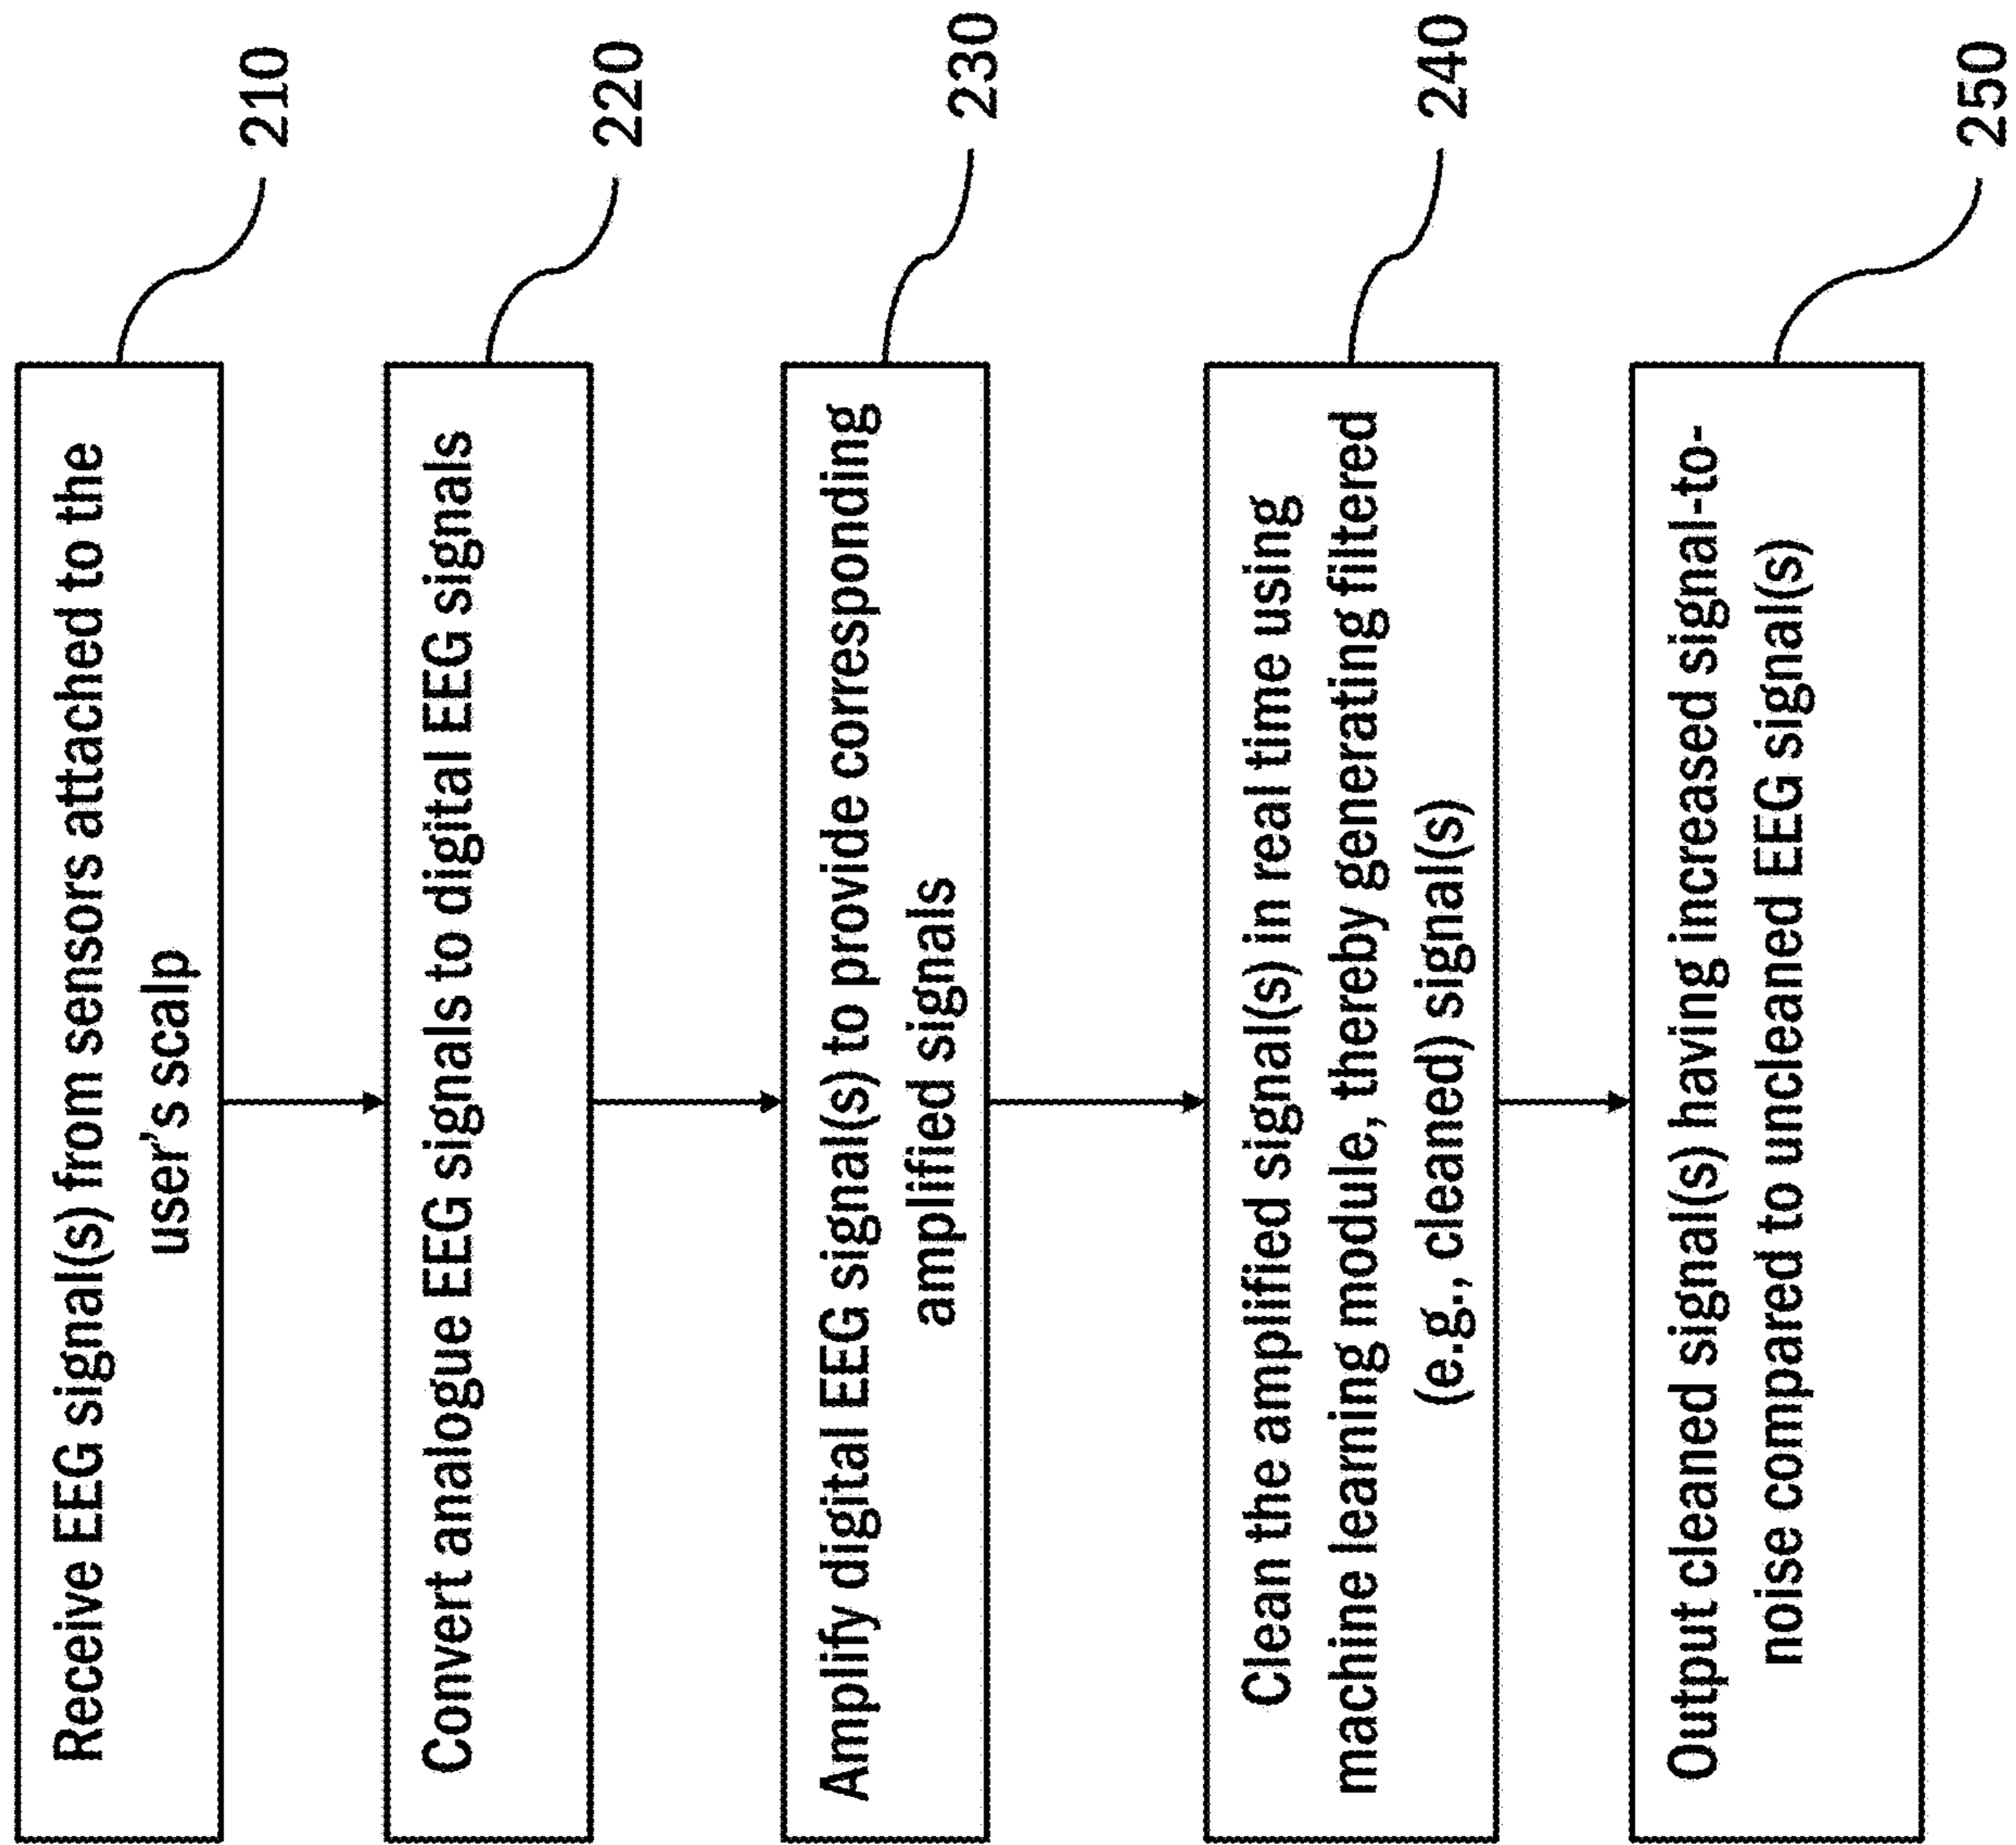 Receive EEG signal(s) from sensors attached to the
user's scalp
210
Convert analogue EEG signals to digital EEG signals
220
Amplify digital EEG signal(s) to provide corresponding
amplified signals
230
Clean the amplified signal(s) in real time using
machine learning module, thereby generating filtered
(e.g., cleaned) signal(s)
240
Output cleaned signal(s) having increased signal-to-
noise compared to uncleaned EEG signal(s)
250